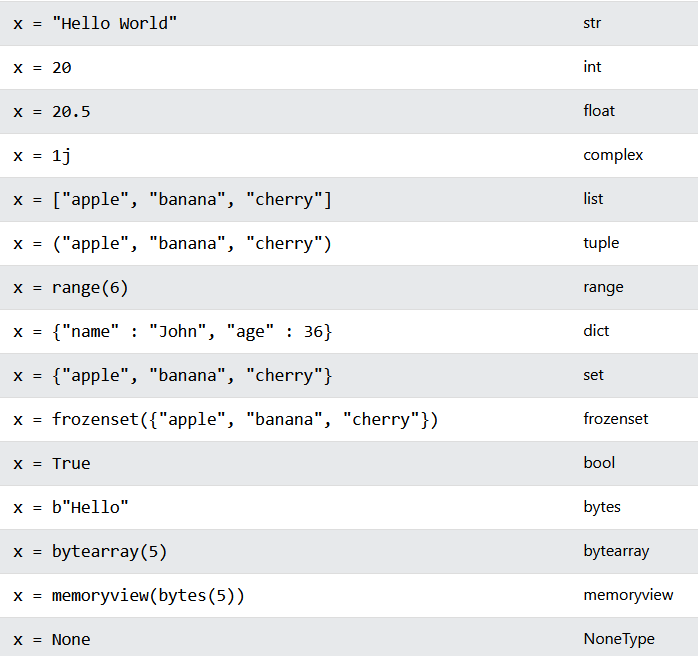 x = "Hello World" str
x = 20 int
x = 20.5 float
x = 1j complex
x = ["apple", "banana", "cherry"] list
x = ("apple", "banana", "cherry") tuple
x = range(6) range
x = {"name" : "John", "age" : 36} dict
x = {"apple", "banana", "cherry"} set
x = frozenset({"apple", "banana", "cherry"}) frozenset
x = True bool
x = b"Hello" bytes
x = bytearray(5) bytearray
x = memoryview(bytes(5)) memoryview
x = None NoneType